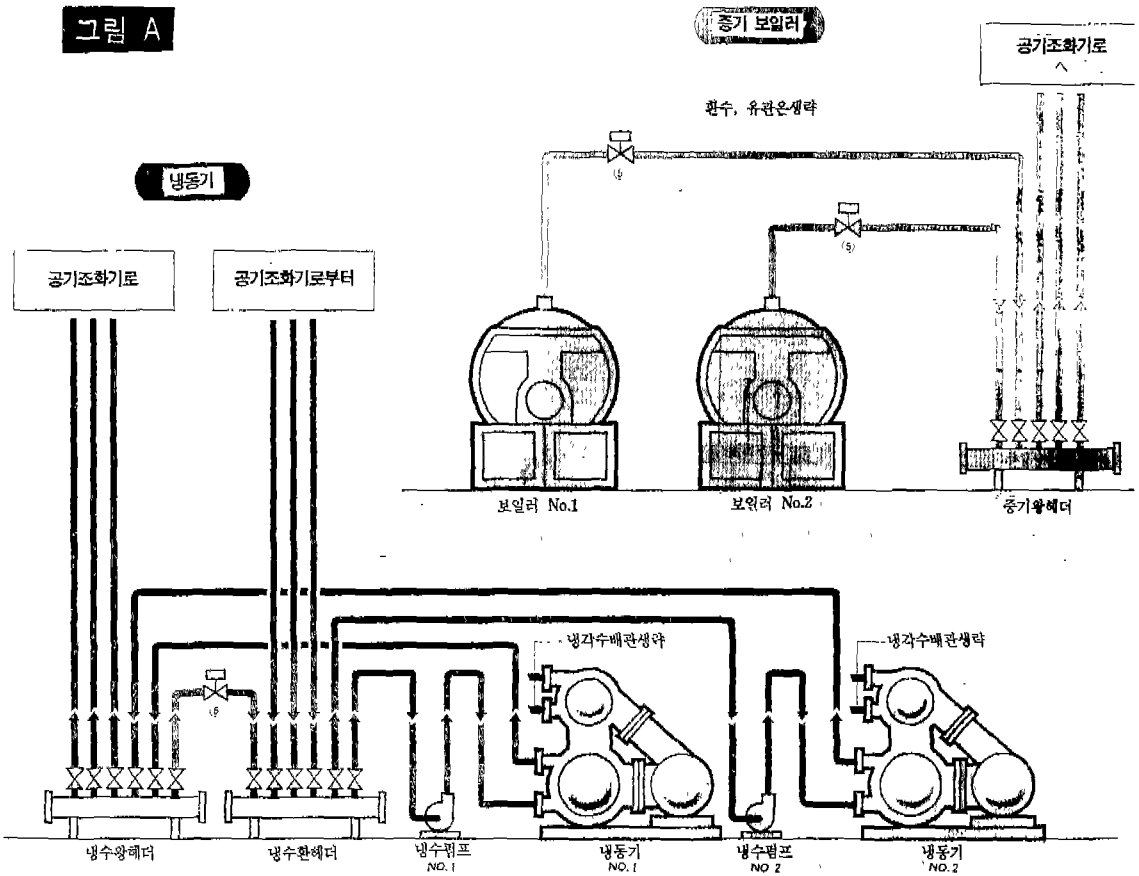 그림 A
증기 보일러
공기조화기로
환수, 유관은생략
(5)
냉동기
(5)
공기조화기로
공기조화기로부터
보일러 No.1
보일러 No.2
증기왕헤더
냉각수배관생략
냉각수배관생략
냉수왕헤더
냉수환헤더
냉수펌프
NO.1
냉동기
NO.1
냉수펌프
NO 2
냉동기
NO.2